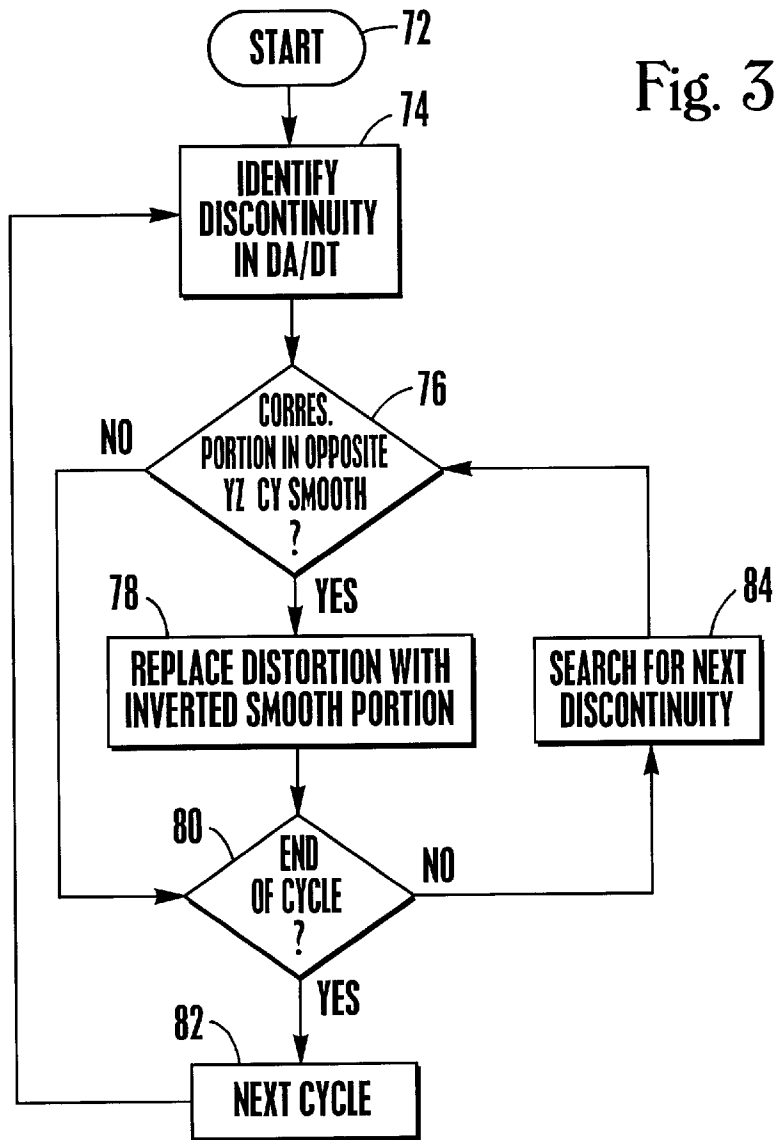 START
72
Fig. 3
74
IDENTIFY
DISCONTINUITY
IN DA/DT
76
CORRES.
PORTION IN OPPOSITE
YZ CY SMOOTH
?
NO
YES
78
REPLACE DISTORTION WITH
INVERTED SMOOTH PORTION
84
SEARCH FOR NEXT
DISCONTINUITY
80
END
OF CYCLE
?
NO
YES
82
NEXT CYCLE